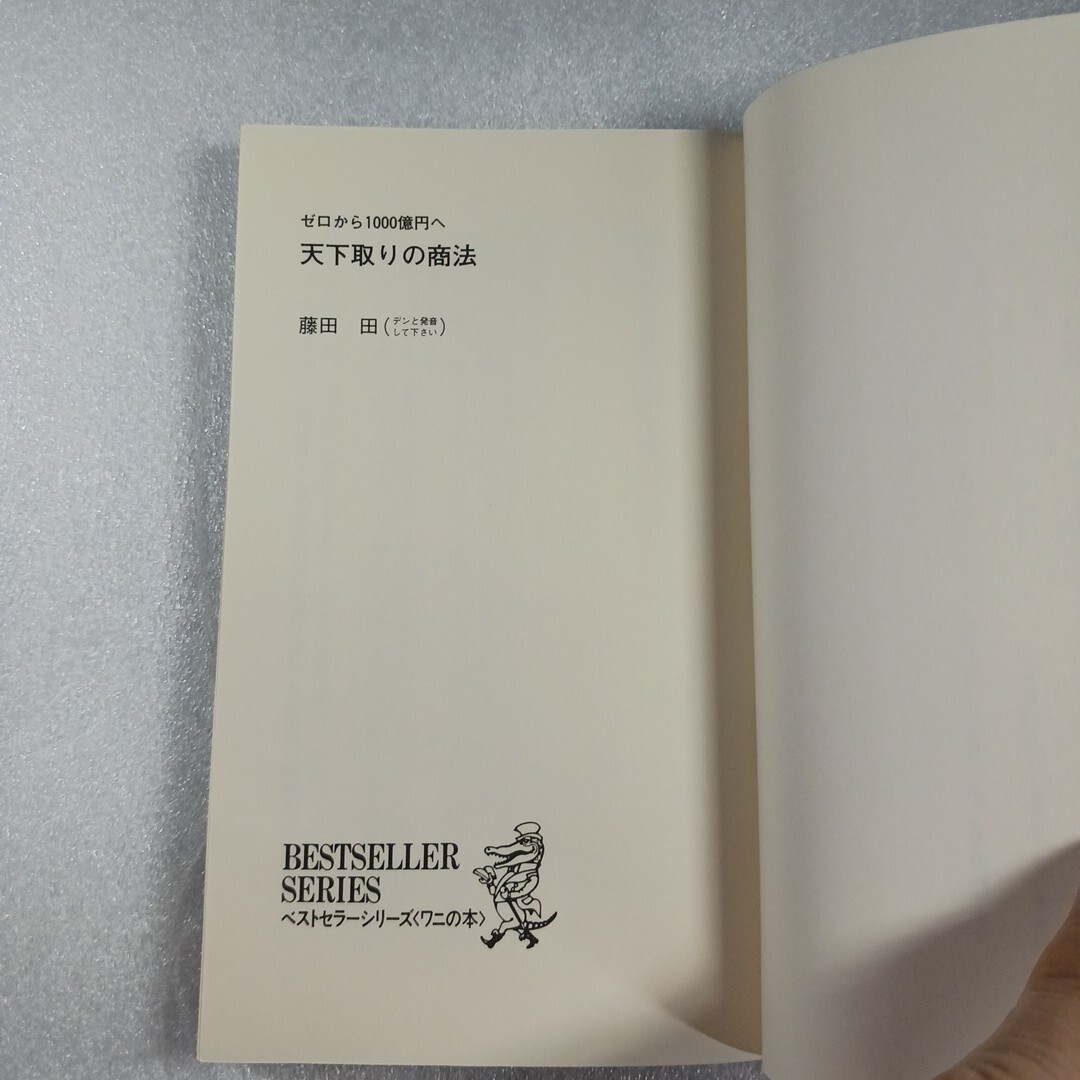 ゼロから1000億円へ
天下取りの商法
藤田　田(デンと発音して下さい)
BESTSELLER
SERIES
ベストセラーシリーズ〈ワニの本〉